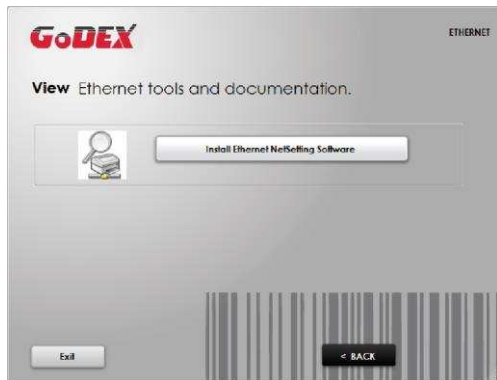 GoDEX
ETHERNET
View Ethernet tools and documentation.
Install Ethernet NetSetting Software
Exit
< BACK